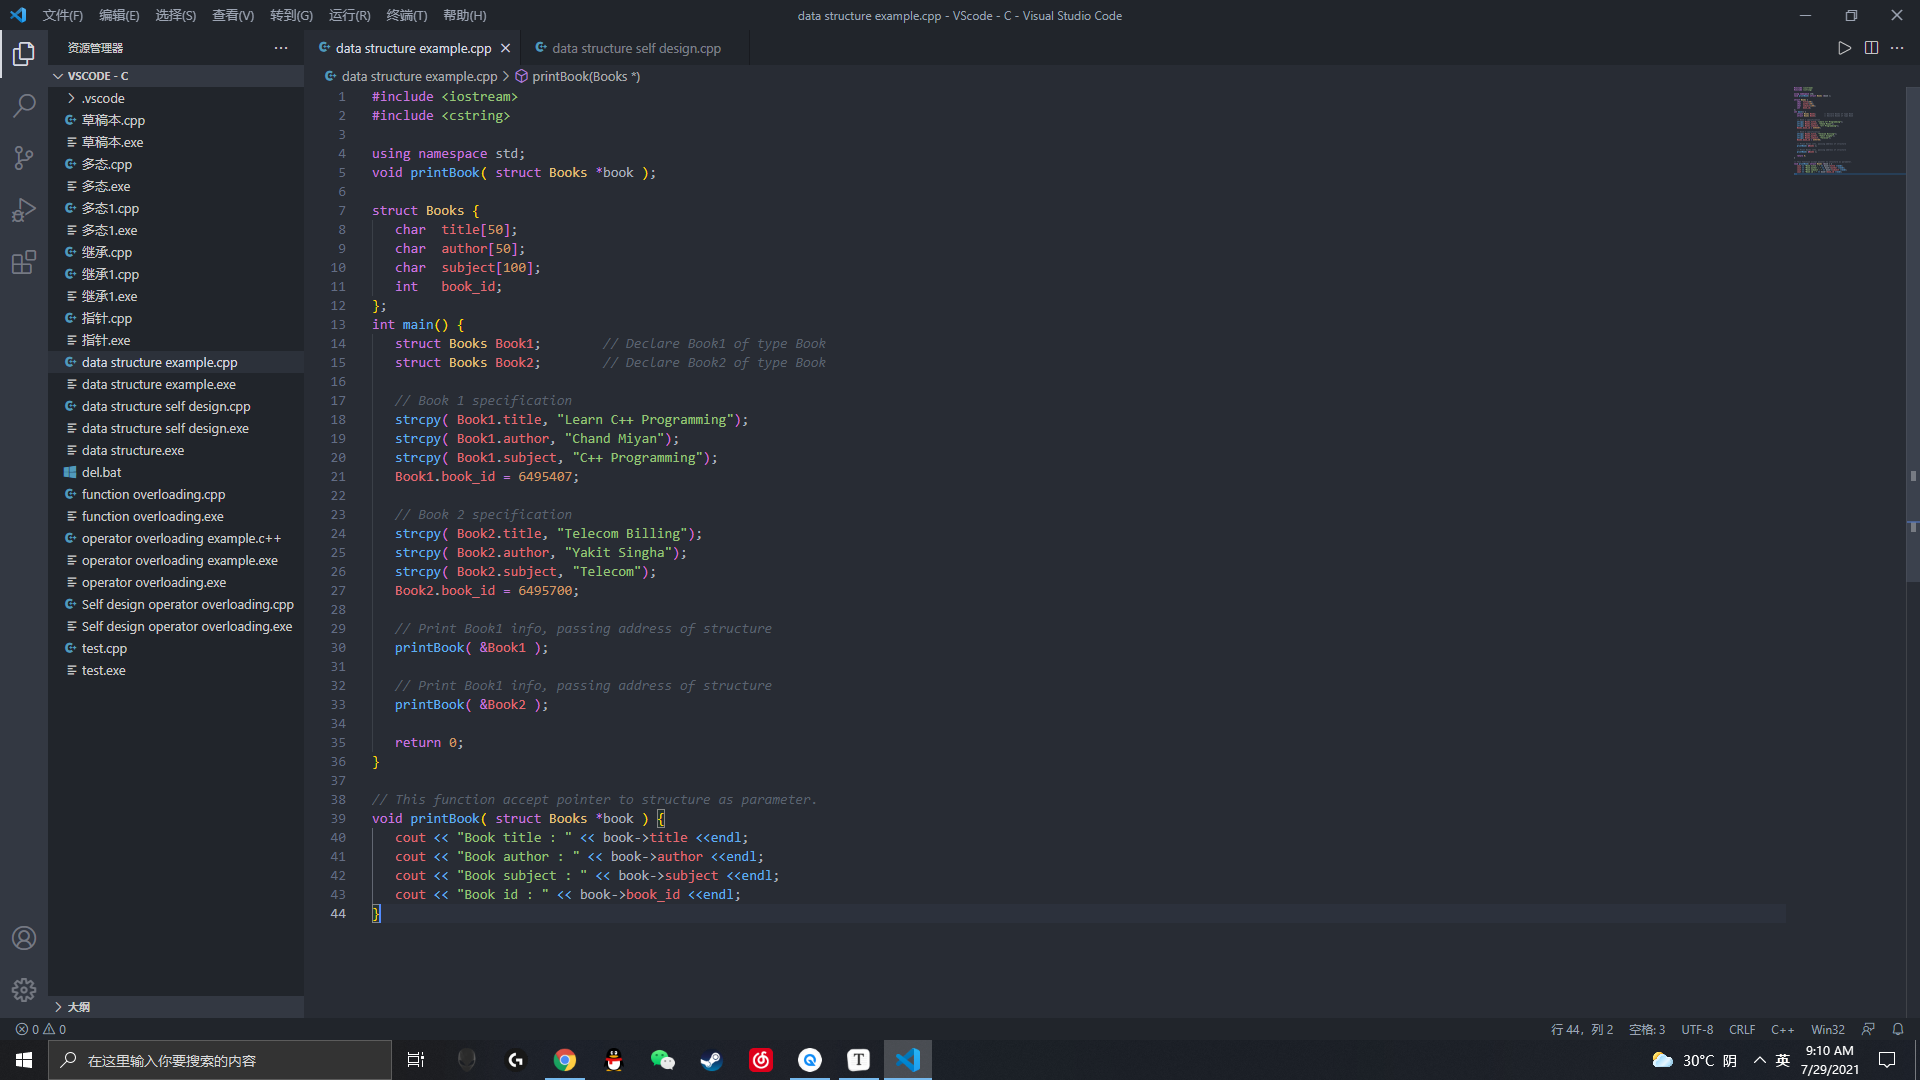 文件(F) 编辑(E) 选择(S) 查看(V) 转到(G) 运行(R) 终端(T) 帮助(H)
data structure example.cpp - VScode - C - Visual Studio Code
资源管理器
data structure example.cpp
data structure self design.cpp
VSCODE - C
.vscode
草稿本.cpp
草稿本.exe
多态.cpp
多态.exe
多态1.cpp
多态1.exe
继承.cpp
继承1.cpp
继承1.exe
指针.cpp
指针.exe
data structure example.cpp
data structure example.exe
data structure self design.cpp
data structure self design.exe
data structure.exe
del.bat
function overloading.cpp
function overloading.exe
operator overloading example.c++
operator overloading example.exe
operator overloading.exe
Self design operator overloading.cpp
Self design operator overloading.exe
test.cpp
test.exe
大纲
data structure example.cpp > printBook(Books *)
1 #include <iostream>
2 #include <cstring>
3
4 using namespace std;
5 void printBook( struct Books *book );
6
7 struct Books {
8 char  title[50];
9 char  author[50];
10 char  subject[100];
11 int   book_id;
12 };
13 int main() {
14 struct Books Book1;        // Declare Book1 of type Book
15 struct Books Book2;        // Declare Book2 of type Book
16
17 // Book 1 specification
18 strcpy( Book1.title, "Learn C++ Programming");
19 strcpy( Book1.author, "Chand Miyan");
20 strcpy( Book1.subject, "C++ Programming");
21 Book1.book_id = 6495407;
22
23 // Book 2 specification
24 strcpy( Book2.title, "Telecom Billing");
25 strcpy( Book2.author, "Yakit Singha");
26 strcpy( Book2.subject, "Telecom");
27 Book2.book_id = 6495700;
28
29 // Print Book1 info, passing address of structure
30 printBook( &Book1 );
31
32 // Print Book1 info, passing address of structure
33 printBook( &Book2 );
34
35 return 0;
36 }
37
38 // This function accept pointer to structure as parameter.
39 void printBook( struct Books *book ) {
40 cout << "Book title : " << book->title <<endl;
41 cout << "Book author : " << book->author <<endl;
42 cout << "Book subject : " << book->subject <<endl;
43 cout << "Book id : " << book->book_id <<endl;
44 }
0 0
行 44，列 2 空格: 3 UTF-8 CRLF C++ Win32
在这里输入你要搜索的内容
30°C 阴 英
9:10 AM
7/29/2021